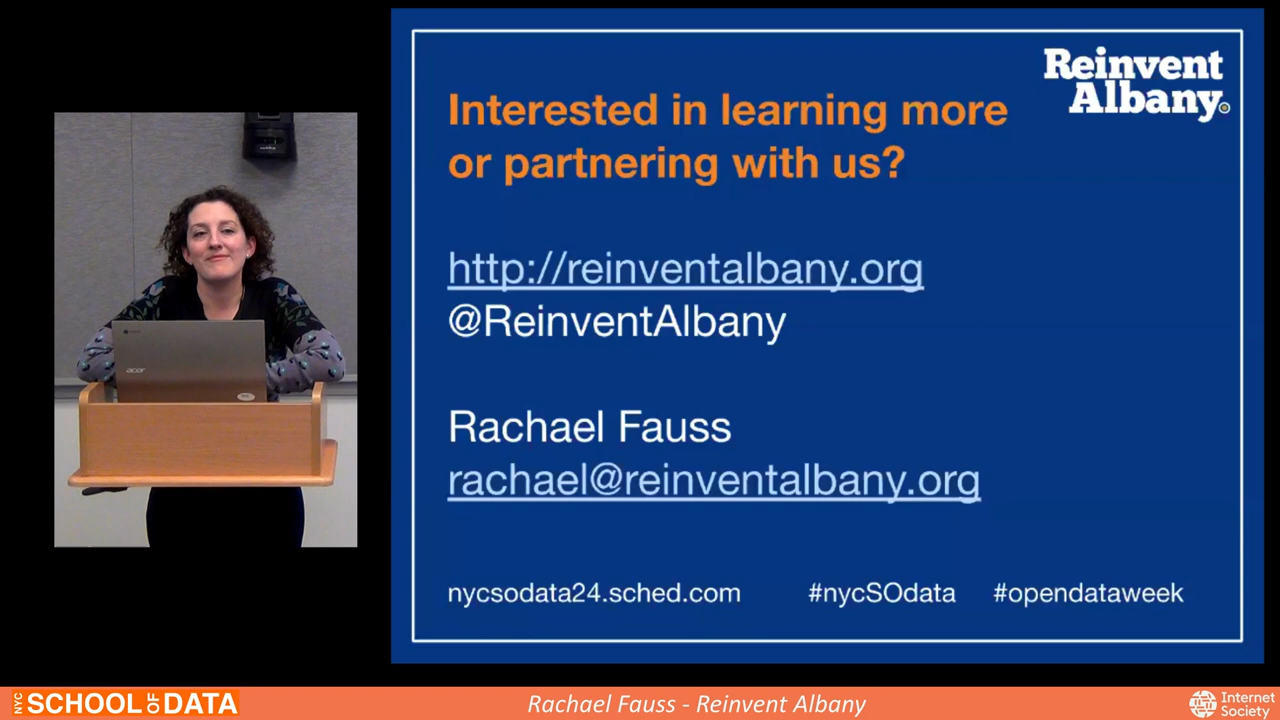 Reinvent
Albany
Interested in learning more
or partnering with us?
http://reinventalbany.org
@ReinventAlbany
Rachael Fauss
rachael@reinventalbany.org
nycsodata24.sched.com #nycSOdata #opendataweek
acer
NYC SCHOOL OF DATA
Rachael Fauss - Reinvent Albany
Internet
Society